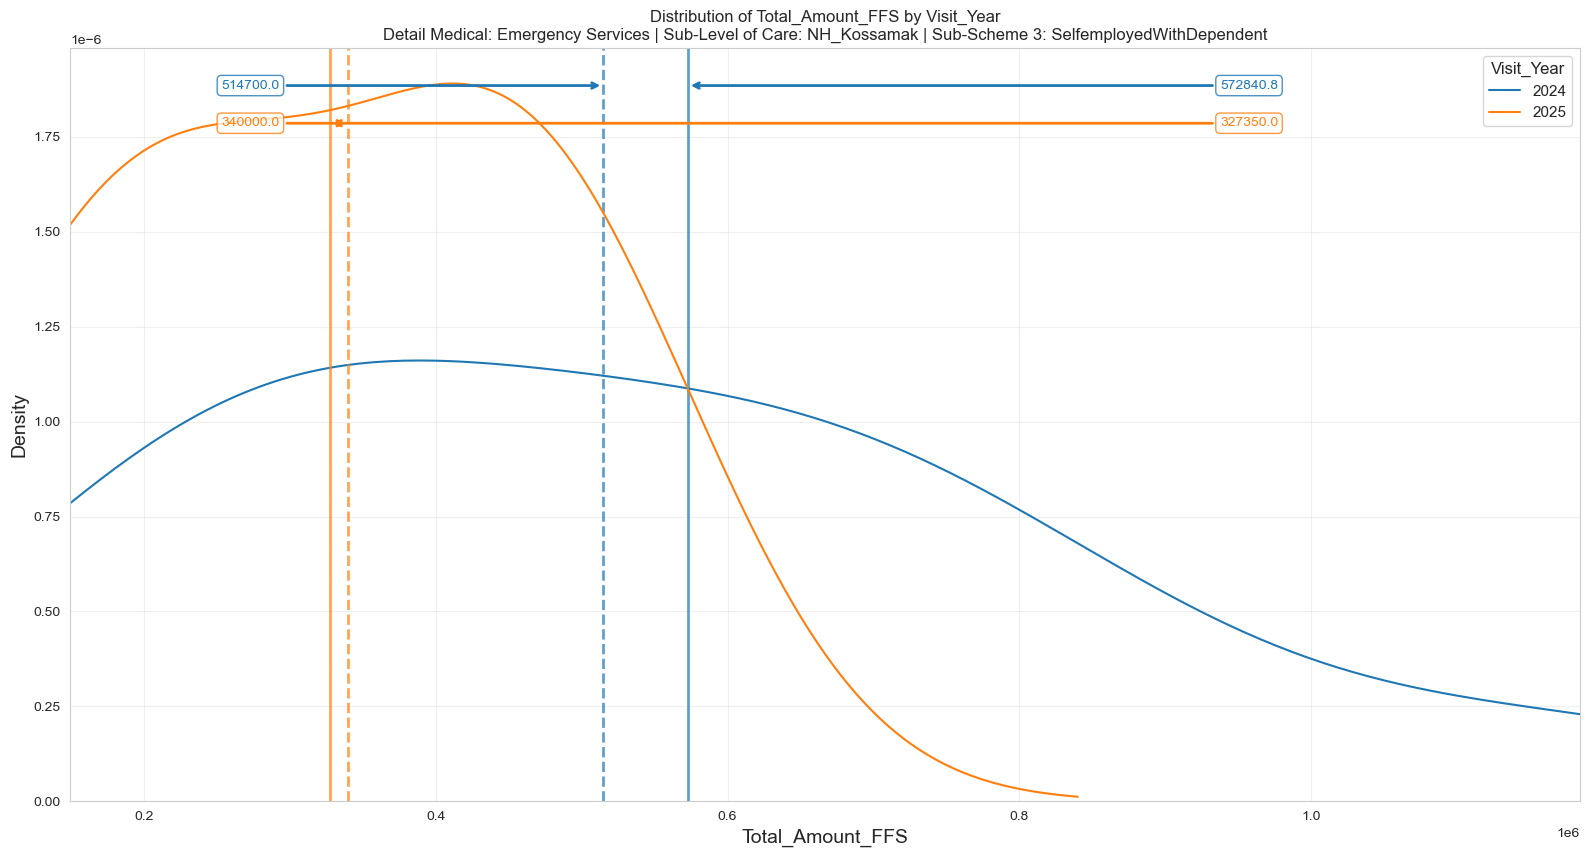 Distribution of Total_Amount_FFS by Visit_Year
Detail Medical: Emergency Services | Sub-Level of Care: NH_Kossamak | Sub-Scheme 3: SelfemployedWithDependent
1e−6
Visit_Year
2024
2025
514700.0
572840.8
340000.0
327350.0
1.75
1.50
1.25
1.00
0.75
0.50
0.25
0.00
Density
0.2
0.4
0.6
0.8
1.0
1e6
Total_Amount_FFS